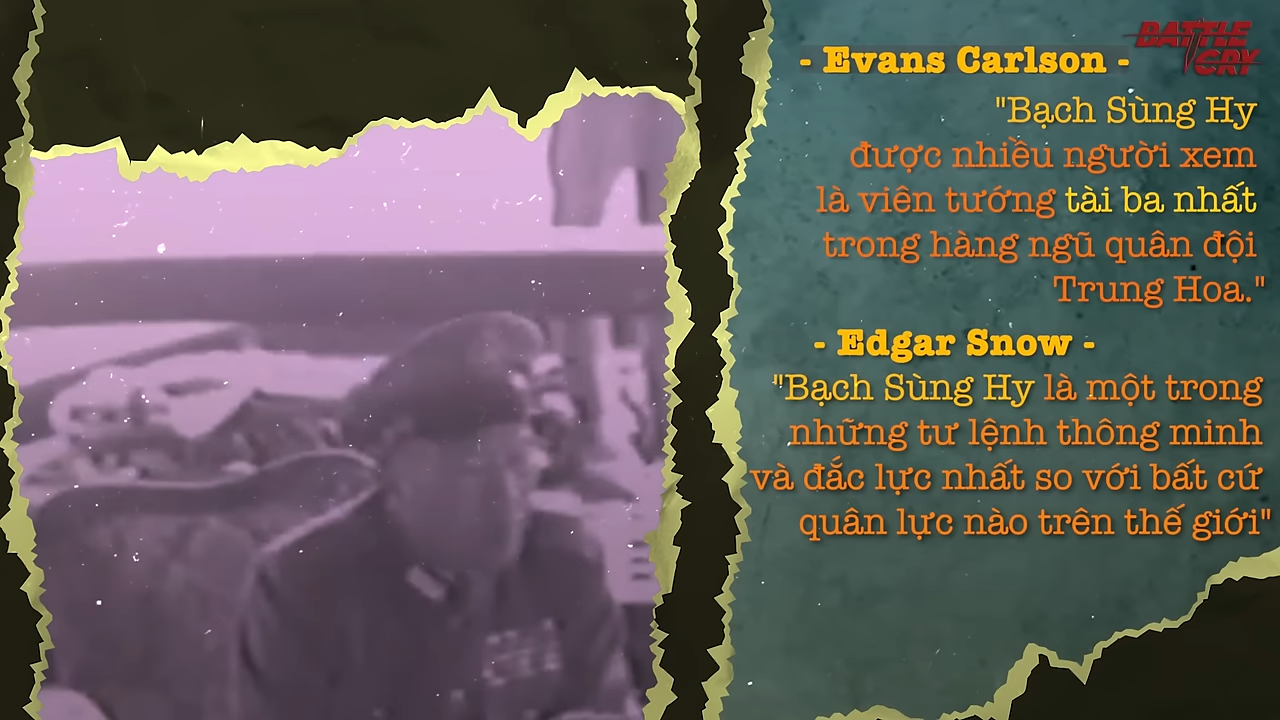 BATTLE
CRY
- Evans Carlson -
"Bạch Sùng Hy
được nhiều người xem
là viên tướng tài ba nhất
trong hàng ngũ quân đội
Trung Hoa."
- Edgar Snow -
"Bạch Sùng Hy là một trong
những tư lệnh thông minh
và đắc lực nhất so với bất cứ
quân lực nào trên thế giới"